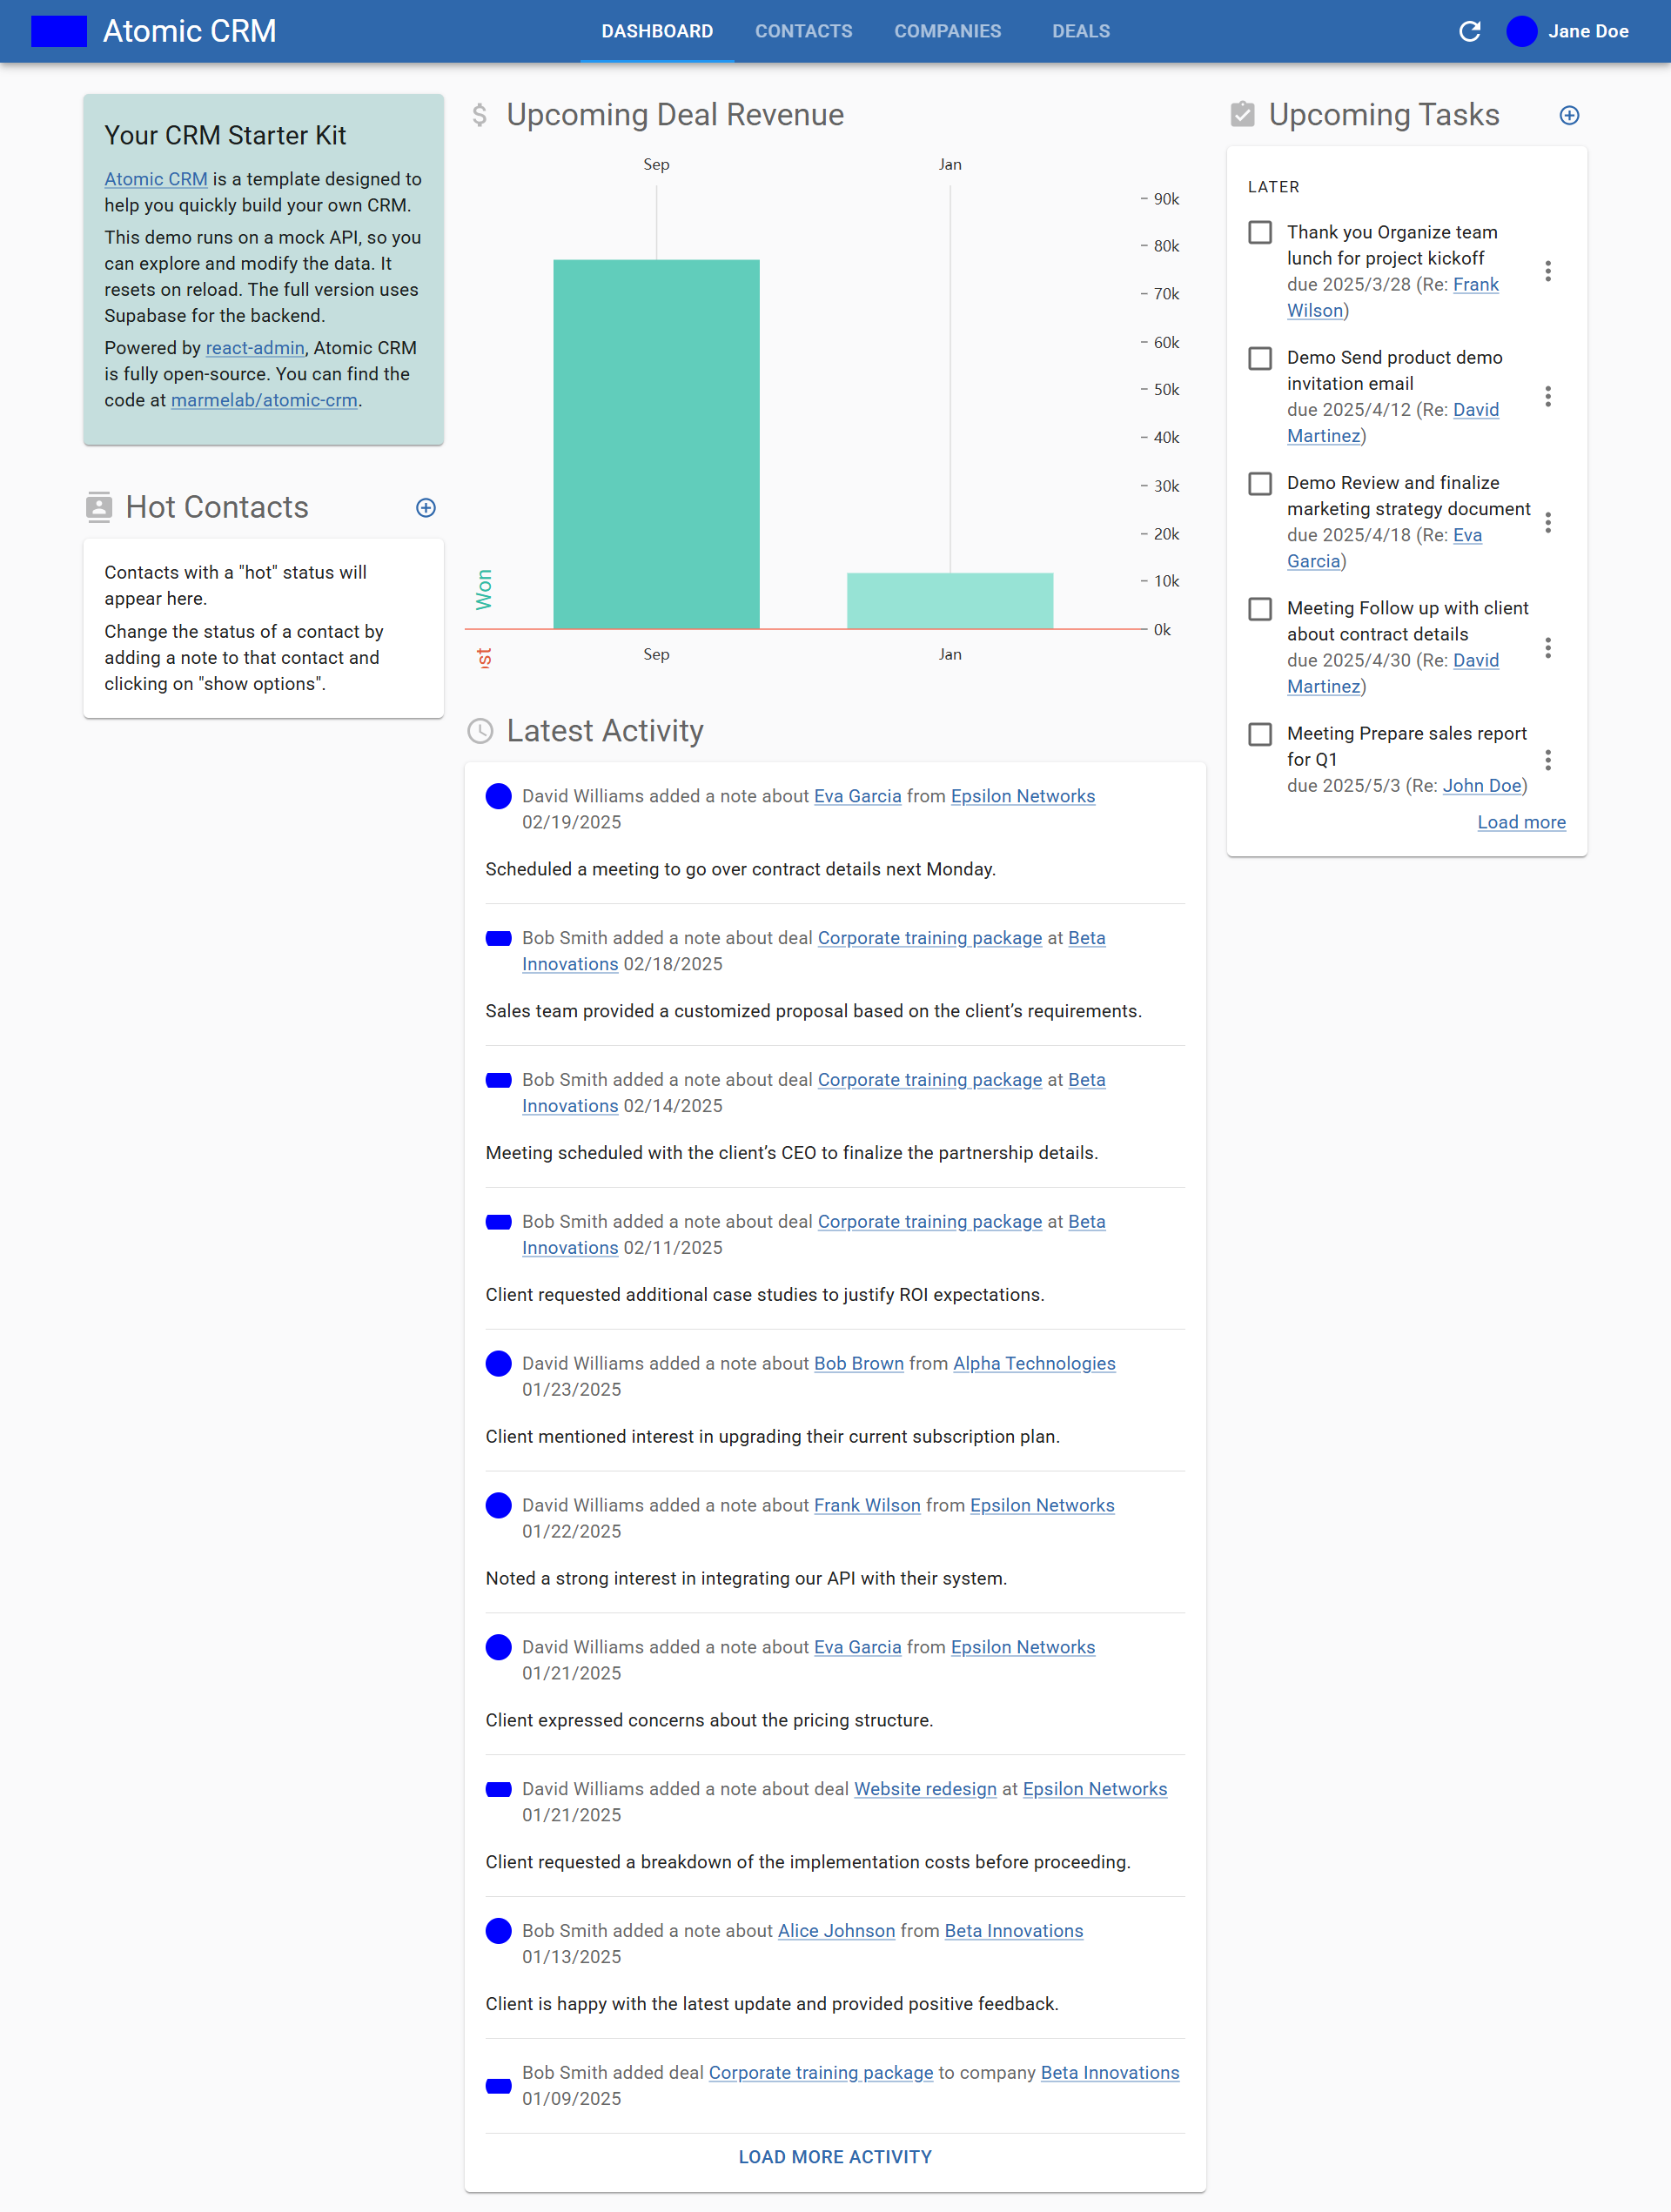 Atomic CRM
DASHBOARD
CONTACTS
COMPANIES
DEALS
Jane Doe
Your CRM Starter Kit
Atomic CRM is a template designed to
help you quickly build your own CRM.
This demo runs on a mock API, so you
can explore and modify the data. It
resets on reload. The full version uses
Supabase for the backend.
Powered by react-admin, Atomic CRM
is fully open-source. You can find the
code at marmelab/atomic-crm.
Hot Contacts
Contacts with a "hot" status will
appear here.
Change the status of a contact by
adding a note to that contact and
clicking on "show options".
Upcoming Deal Revenue
Sep
Jan
90k
80k
70k
60k
50k
40k
30k
20k
10k
0k
Won
Sep
Jan
Latest Activity
David Williams added a note about Eva Garcia from Epsilon Networks
02/19/2025
Scheduled a meeting to go over contract details next Monday.
Bob Smith added a note about deal Corporate training package at Beta
Innovations 02/18/2025
Sales team provided a customized proposal based on the client’s requirements.
Bob Smith added a note about deal Corporate training package at Beta
Innovations 02/14/2025
Meeting scheduled with the client’s CEO to finalize the partnership details.
Bob Smith added a note about deal Corporate training package at Beta
Innovations 02/11/2025
Client requested additional case studies to justify ROI expectations.
David Williams added a note about Bob Brown from Alpha Technologies
01/23/2025
Client mentioned interest in upgrading their current subscription plan.
David Williams added a note about Frank Wilson from Epsilon Networks
01/22/2025
Noted a strong interest in integrating our API with their system.
David Williams added a note about Eva Garcia from Epsilon Networks
01/21/2025
Client expressed concerns about the pricing structure.
David Williams added a note about deal Website redesign at Epsilon Networks
01/21/2025
Client requested a breakdown of the implementation costs before proceeding.
Bob Smith added a note about Alice Johnson from Beta Innovations
01/13/2025
Client is happy with the latest update and provided positive feedback.
Bob Smith added deal Corporate training package to company Beta Innovations
01/09/2025
LOAD MORE ACTIVITY
Upcoming Tasks
LATER
Thank you Organize team
lunch for project kickoff
due 2025/3/28 (Re: Frank
Wilson)
Demo Send product demo
invitation email
due 2025/4/12 (Re: David
Martinez)
Demo Review and finalize
marketing strategy document
due 2025/4/18 (Re: Eva
Garcia)
Meeting Follow up with client
about contract details
due 2025/4/30 (Re: David
Martinez)
Meeting Prepare sales report
for Q1
due 2025/5/3 (Re: John Doe)
Load more